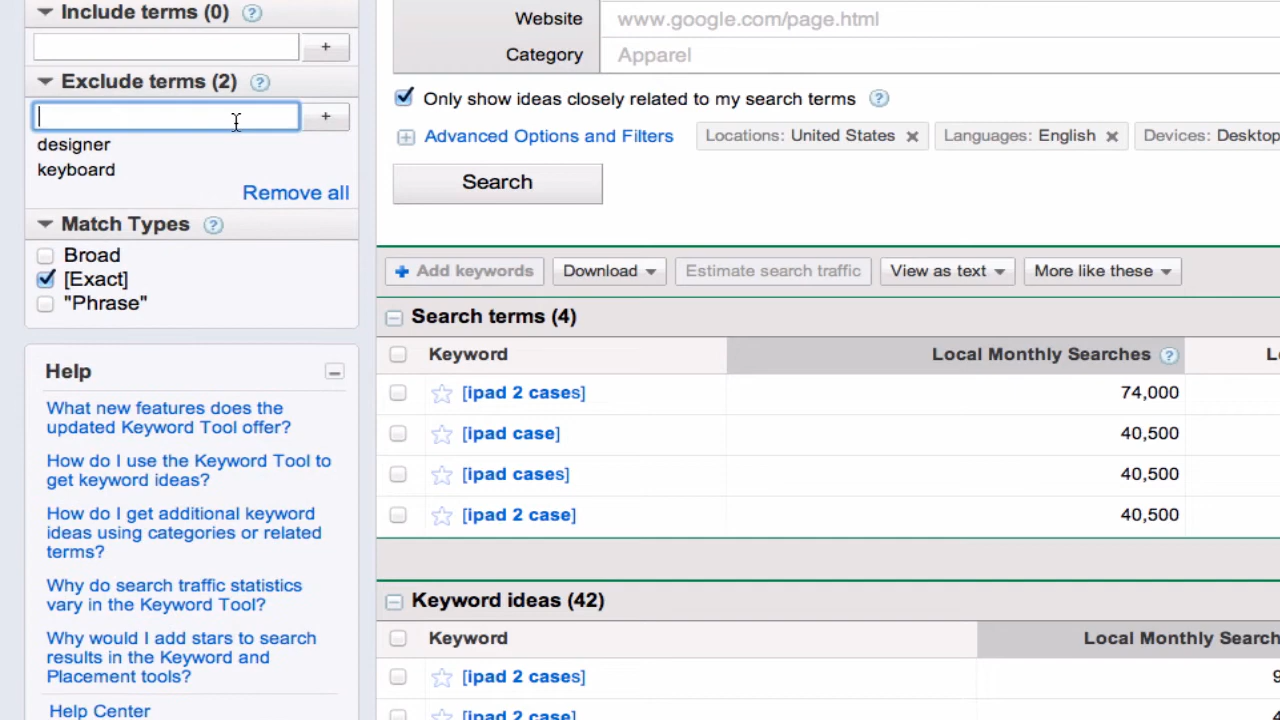 Include terms (0) ?
+
Exclude terms (2) ?
+
designer
keyboard
Remove all
Match Types ?
Broad
[Exact]
"Phrase"
Help
What new features does the
updated Keyword Tool offer?
How do I use the Keyword Tool to
get keyword ideas?
How do I get additional keyword
ideas using categories or related
terms?
Why do search traffic statistics
vary in the Keyword Tool?
Why would I add stars to search
results in the Keyword and
Placement tools?
Help Center
Website www.google.com/page.html
Category Apparel
Only show ideas closely related to my search terms ?
Advanced Options and Filters Locations: United States × Languages: English × Devices: Desktop
Search
+ Add keywords Download Estimate search traffic View as text More like these
Search terms (4)
Keyword Local Monthly Searches ?
[ipad 2 cases] 74,000
[ipad case] 40,500
[ipad cases] 40,500
[ipad 2 case] 40,500
Keyword ideas (42)
Keyword Local Monthly Search
[ipad 2 cases]
[ipad 2 case]